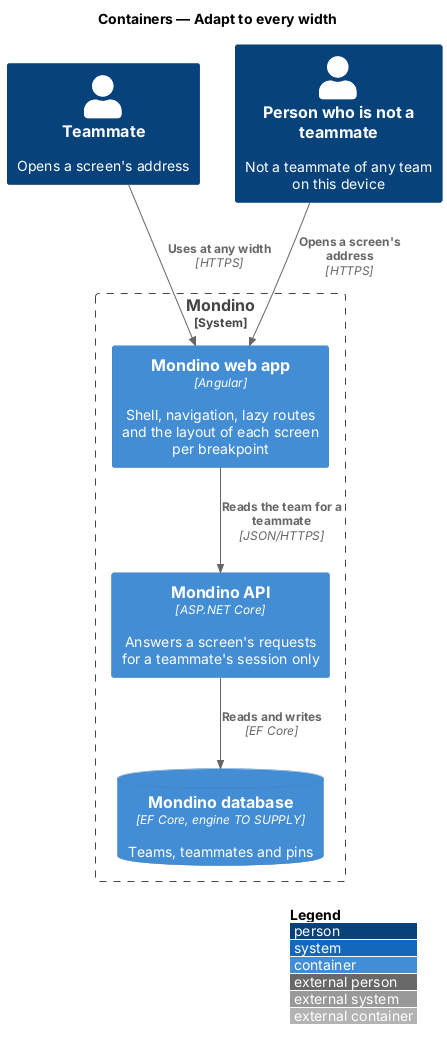 Containers — Adapt to every width
Teammate
Opens a screen's address
Person who is not a
teammate
Not a teammate of any team
on this device
Uses at any width
[HTTPS]
Opens a screen's
address
[HTTPS]
Mondino
[System]
Mondino web app
[Angular]
Shell, navigation, lazy routes
and the layout of each screen
per breakpoint
Reads the team for a
teammate
[JSON/HTTPS]
Mondino API
[ASP.NET Core]
Answers a screen's requests
for a teammate's session only
Reads and writes
[EF Core]
Mondino database
[EF Core, engine TO SUPPLY]
Teams, teammates and pins
Legend
person
system
container
external person
external system
external container